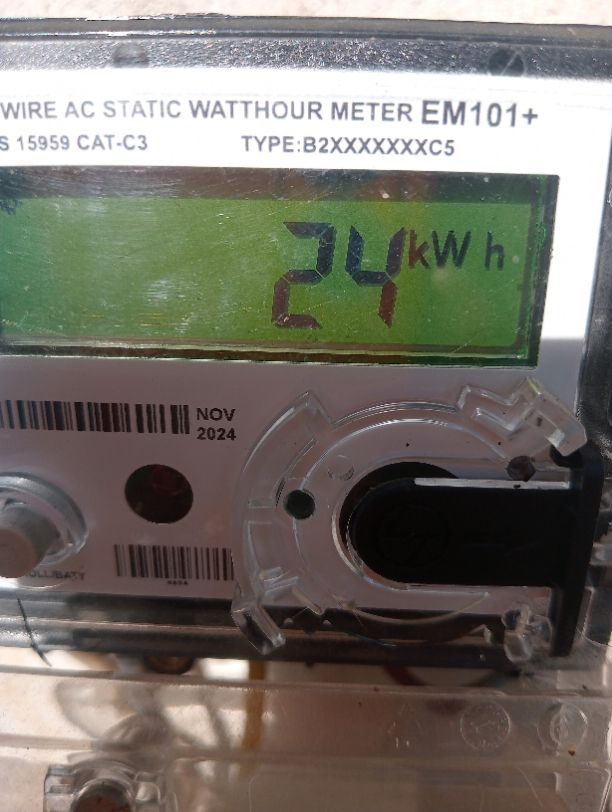 WIRE AC STATIC WATTHOUR METER EM101+
S 15959 CAT-C3 TYPE:B2XXXXXXXC5
24 kWh
NOV
2024